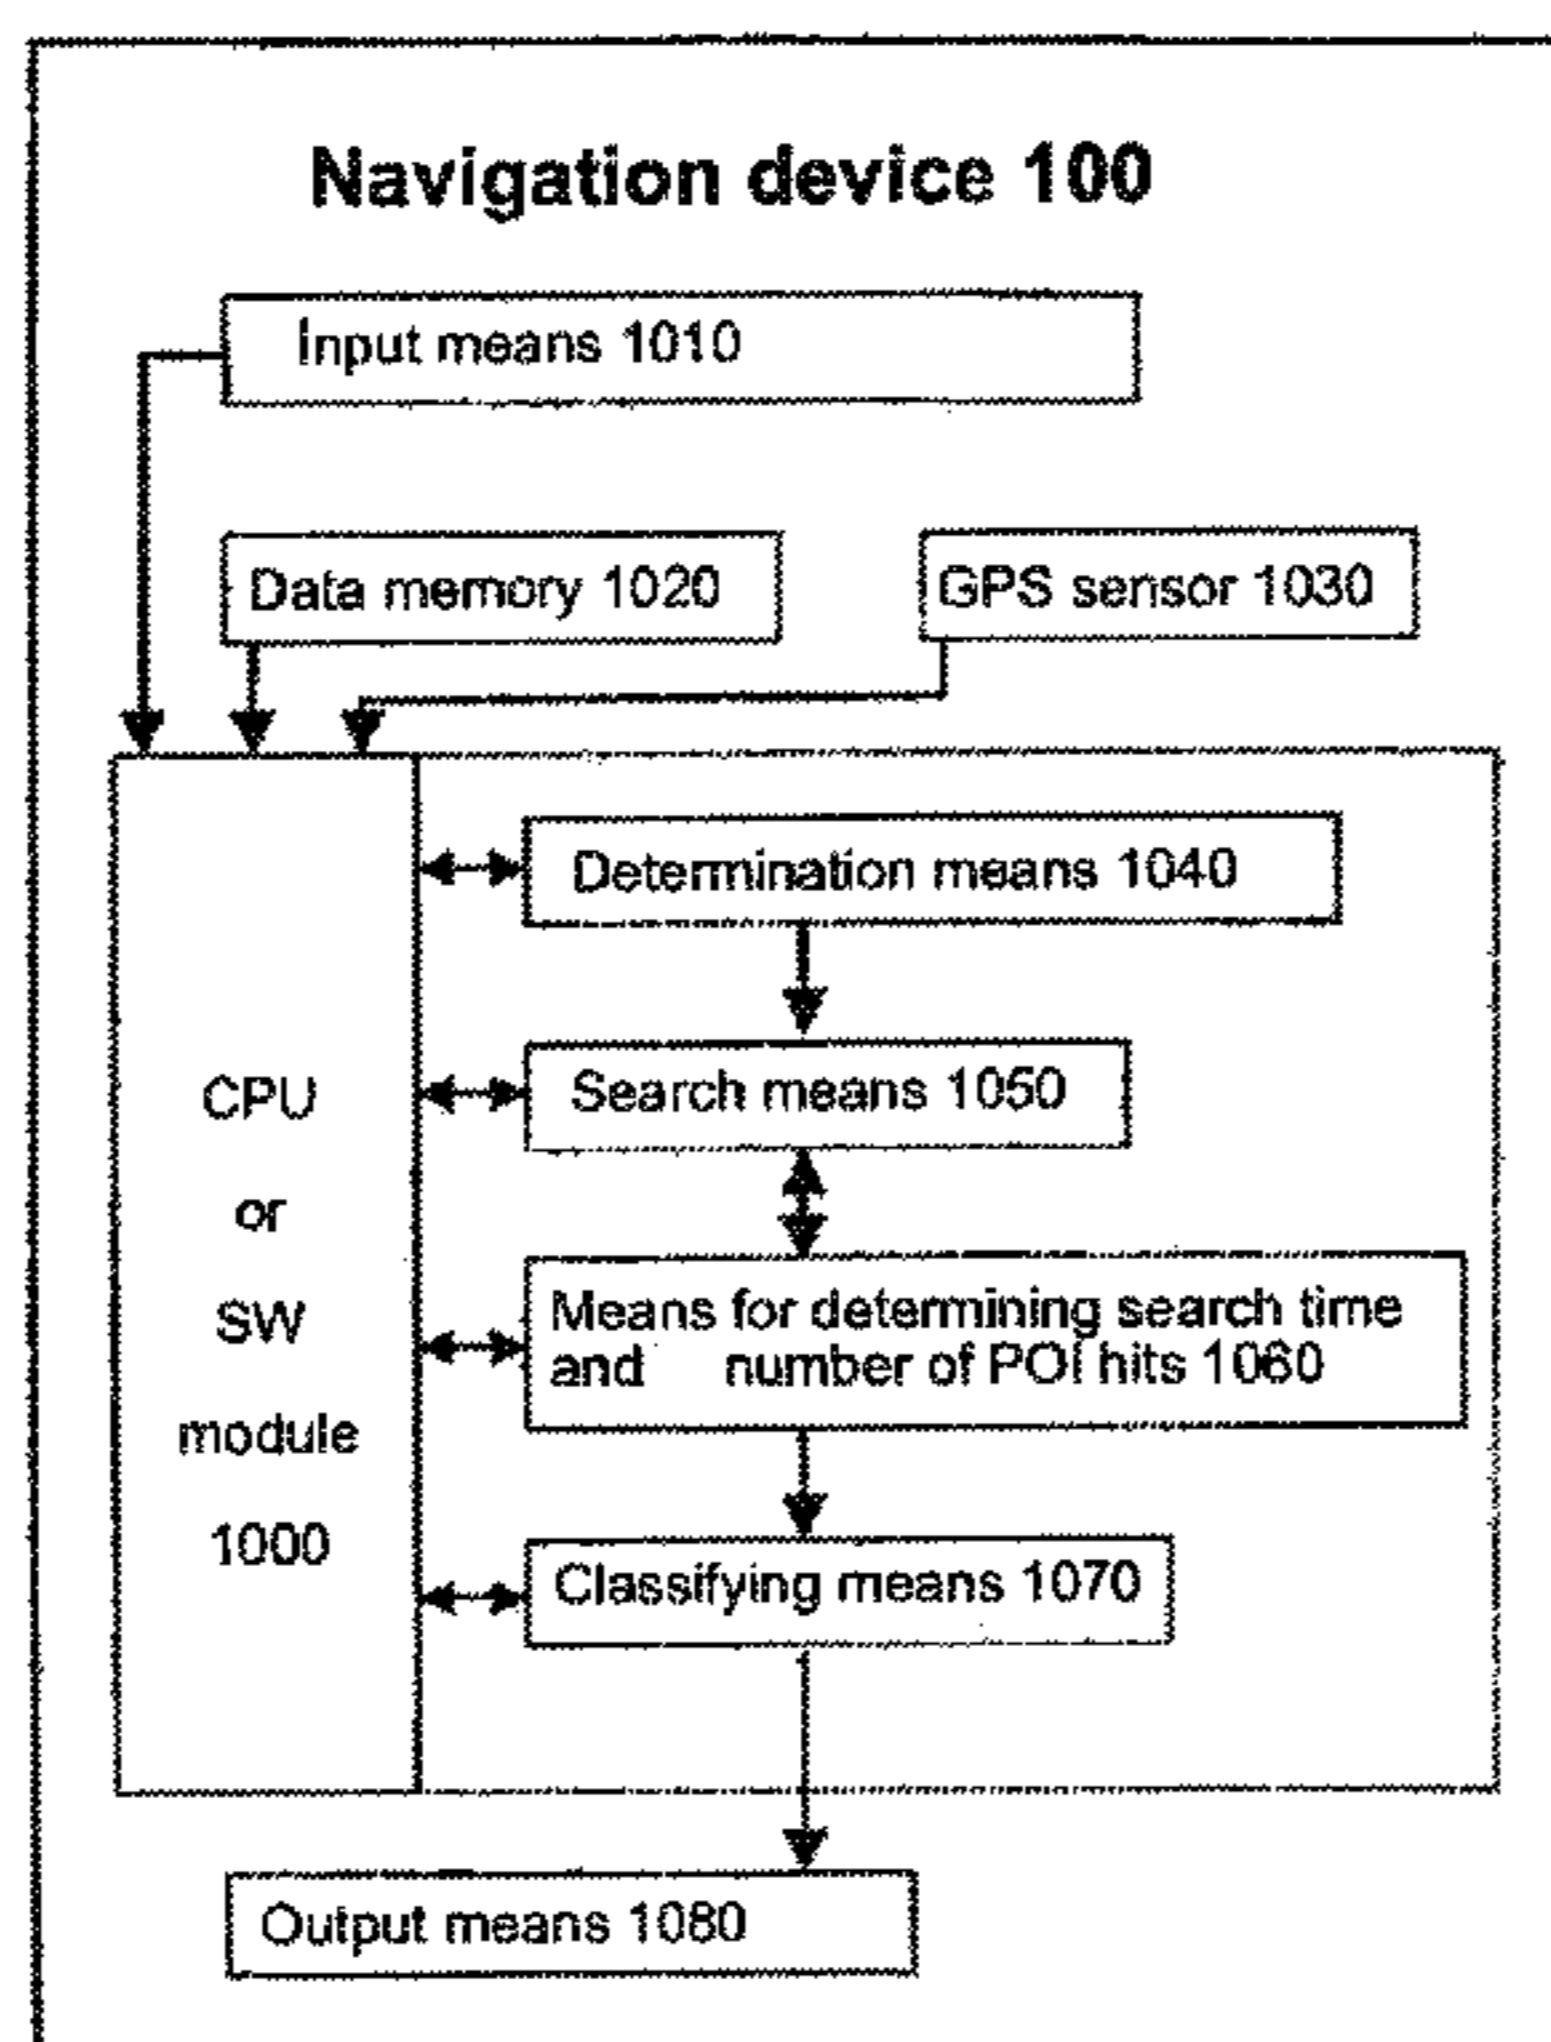 Navigation device 100
Input means 1010
Data memory 1020
GPS sensor 1030
Determination means 1040
Search means 1050
CPU
or
SW
module
1000
Means for determining search time
and number of POI hits 1060
Classifying means 1070
Output means 1080